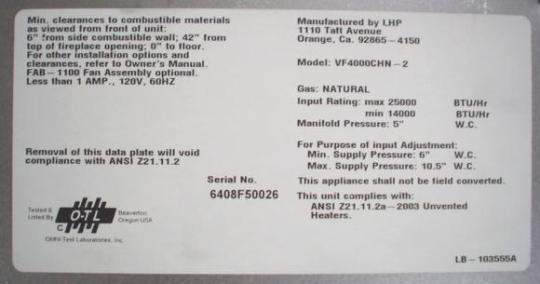 Min. clearances to combustible materials
as viewed from front of unit:
6" from side combustible wall; 42" from
top of fireplace opening; 0" to floor.
For other installation options and
clearances, refer to Owner's Manual.
FAB-1100 Fan Assembly optional.
Less than 1 AMP., 120V, 60HZ
Removal of this data plate will void
compliance with ANSI Z21.11.2
Serial No.
6408F50026
Tested &
Listed By
C
O-TL
Beaverton
Oregon USA
OMNI-Test Laboratories, Inc.
Manufactured by LHP
1110 Taft Avenue
Orange, Ca. 92865-4150
Model: VF4000CHN-2
Gas: NATURAL
Input Rating: max 25000 BTU/Hr
min 14000 BTU/Hr
Manifold Pressure: 5" W.C.
For Purpose of input Adjustment:
Min. Supply Pressure: 6" W.C.
Max. Supply Pressure: 10.5" W.C.
This appliance shall not be field converted.
This unit complies with:
ANSI Z21.11.2a-2003 Unvented
Heaters.
LB-103555A